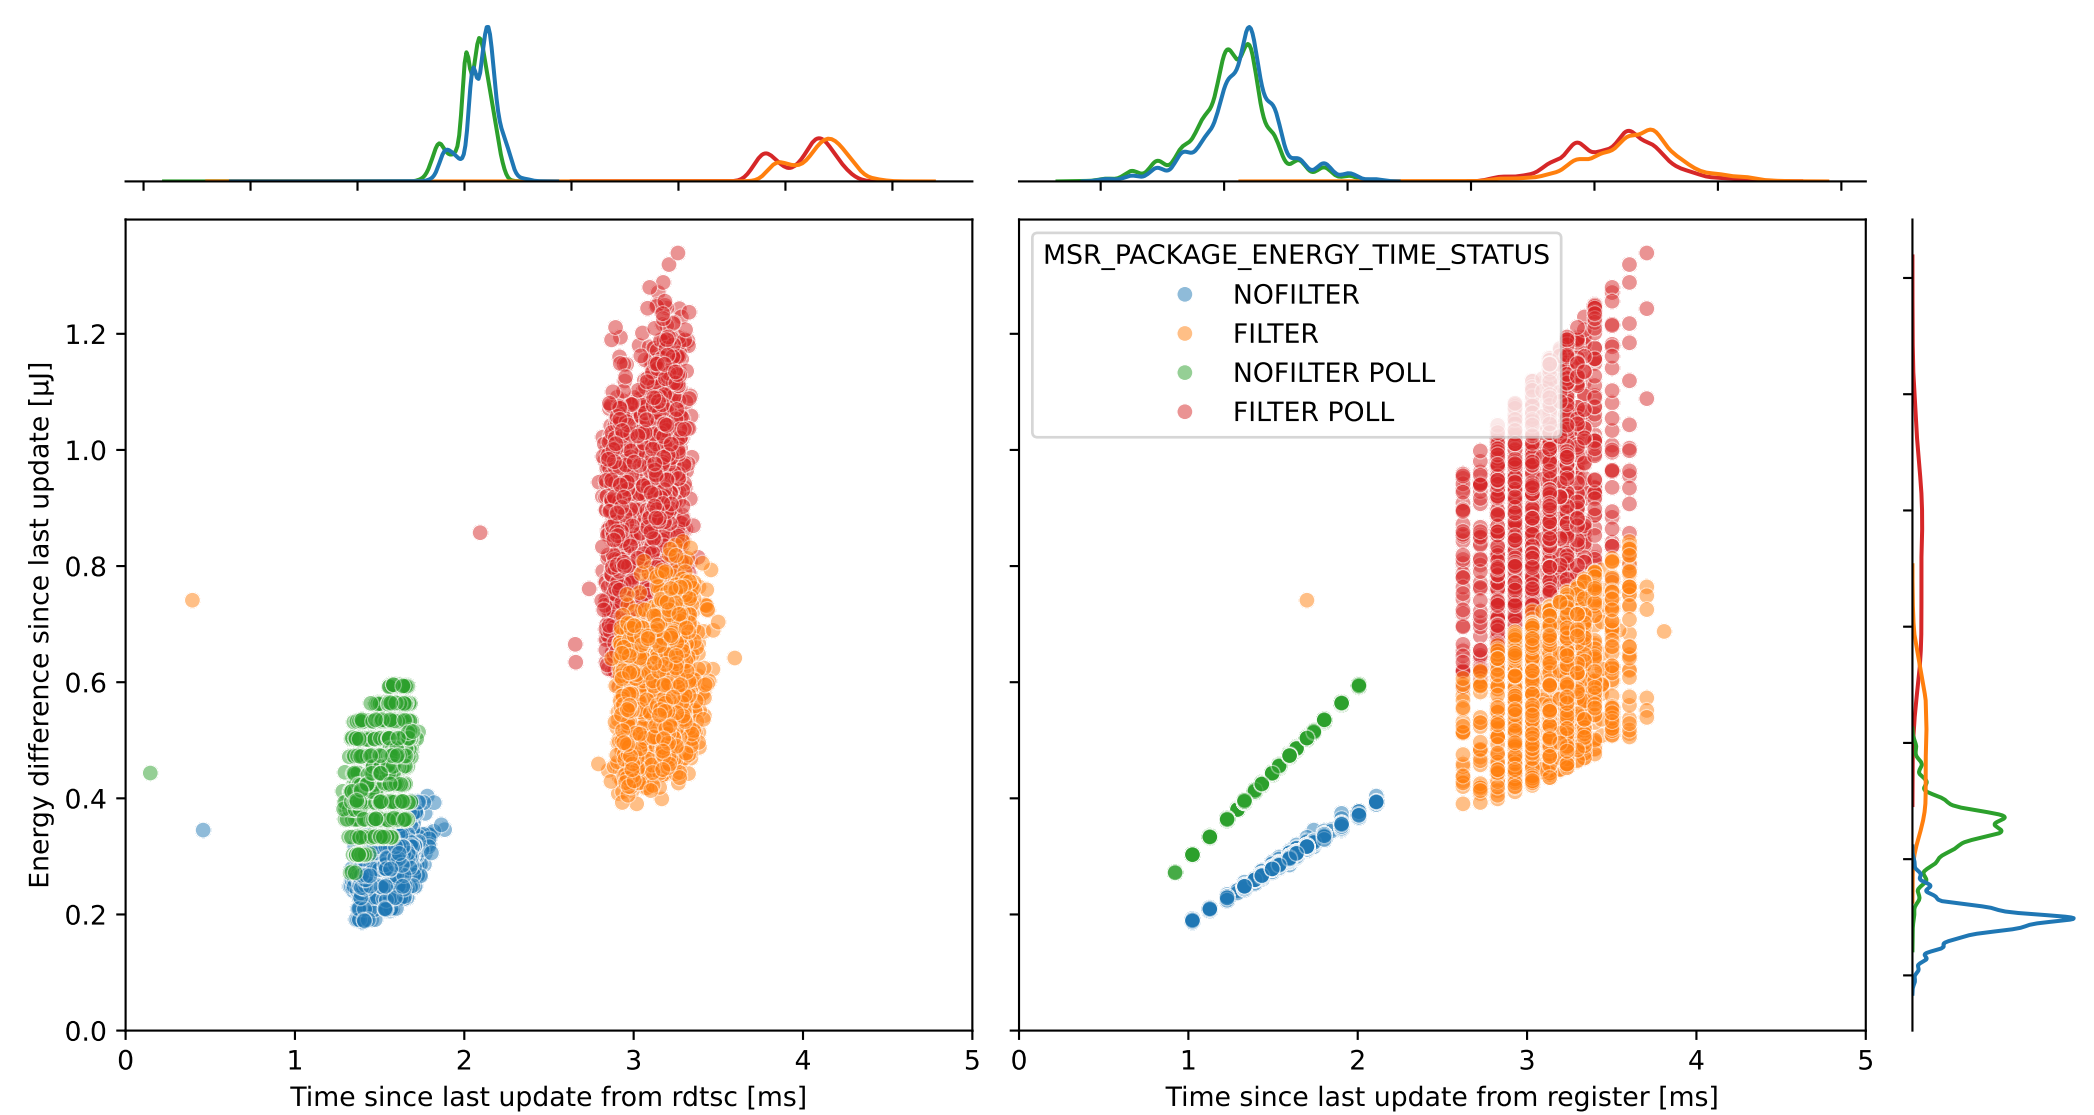 MSR_PACKAGE_ENERGY_TIME_STATUS
NOFILTER
FILTER
NOFILTER POLL
FILTER POLL
Energy difference since last update [μJ]
1.2
1.0
0.8
0.6
0.4
0.2
0.0
0 1 2 3 4 5
0 1 2 3 4 5
Time since last update from rdtsc [ms]
Time since last update from register [ms]